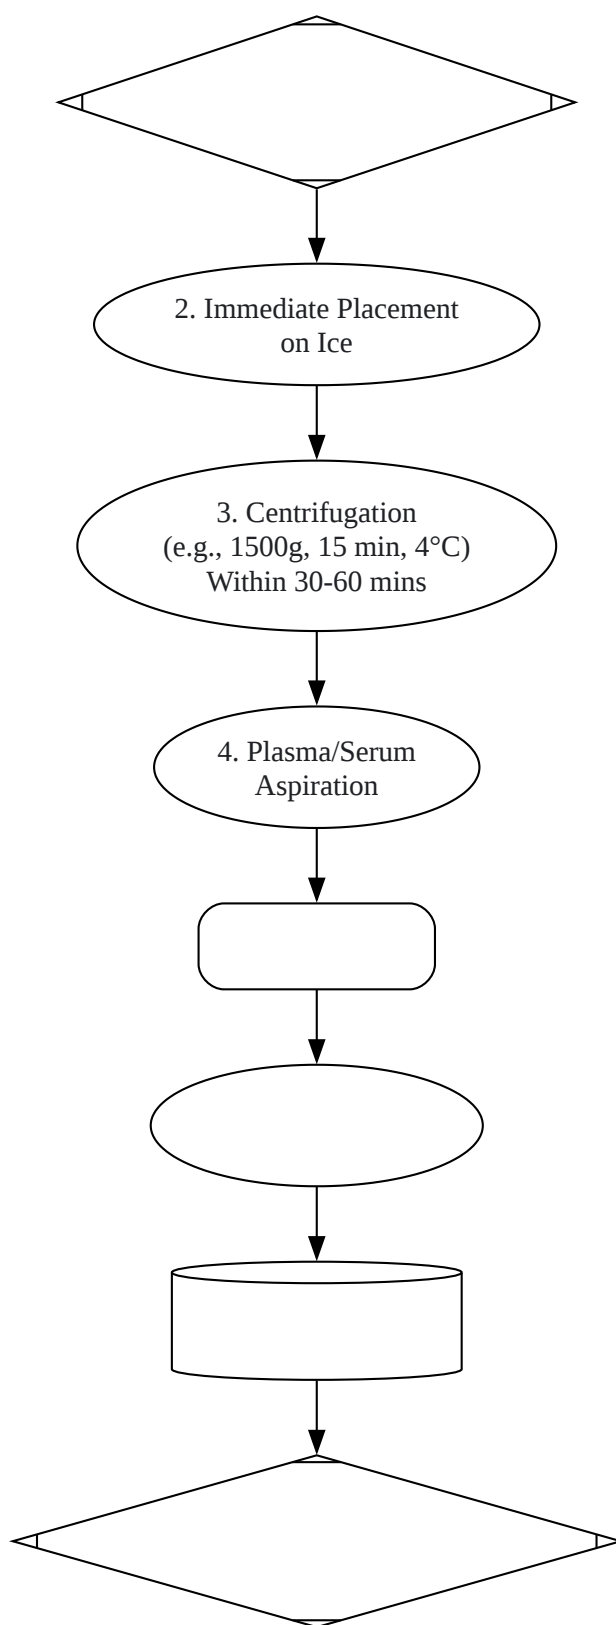 2. Immediate Placement
on Ice
3. Centrifugation
(e.g., 1500g, 15 min, 4°C)
Within 30-60 mins
4. Plasma/Serum
Aspiration